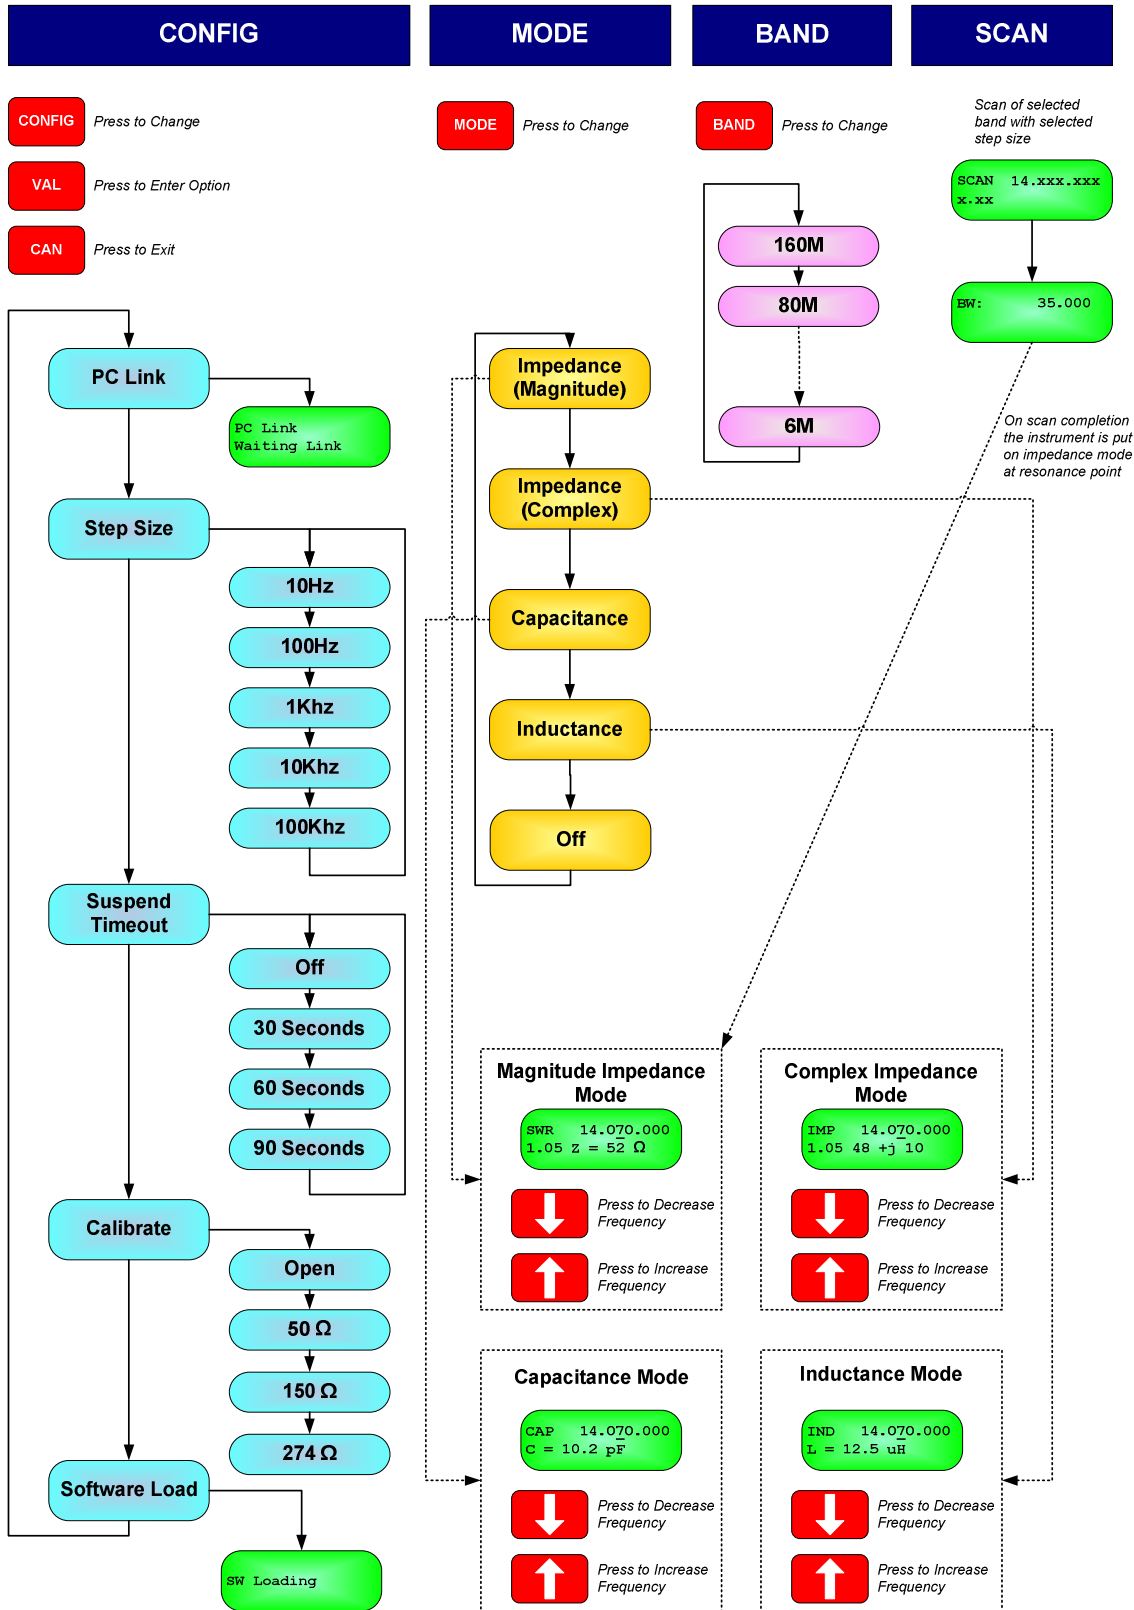 CONFIG
MODE
BAND
SCAN
CONFIG
Press to Change
VAL
Press to Enter Option
CAN
Press to Exit
PC Link
PC Link
Waiting Link
Step Size
10Hz
100Hz
1Khz
10Khz
100Khz
Suspend
Timeout
Off
30 Seconds
60 Seconds
90 Seconds
Calibrate
Open
50 Ω
150 Ω
274 Ω
Software Load
SW Loading
MODE
Press to Change
Impedance
(Magnitude)
Impedance
(Complex)
Capacitance
Inductance
Off
BAND
Press to Change
160M
80M
6M
Scan of selected
band with selected
step size
SCAN 14.xxx.xxx
x.xx
BW: 35.000
On scan completion
the instrument is put
on impedance mode
at resonance point
Magnitude Impedance
Mode
SWR 14.070.000
1.05 Z = 52 Ω
Press to Decrease
Frequency
Press to Increase
Frequency
Complex Impedance
Mode
IMP 14.070.000
1.05 48 +j 10
Press to Decrease
Frequency
Press to Increase
Frequency
Capacitance Mode
CAP 14.070.000
C = 10.2 pF
Press to Decrease
Frequency
Press to Increase
Frequency
Inductance Mode
IND 14.070.000
L = 12.5 uH
Press to Decrease
Frequency
Press to Increase
Frequency